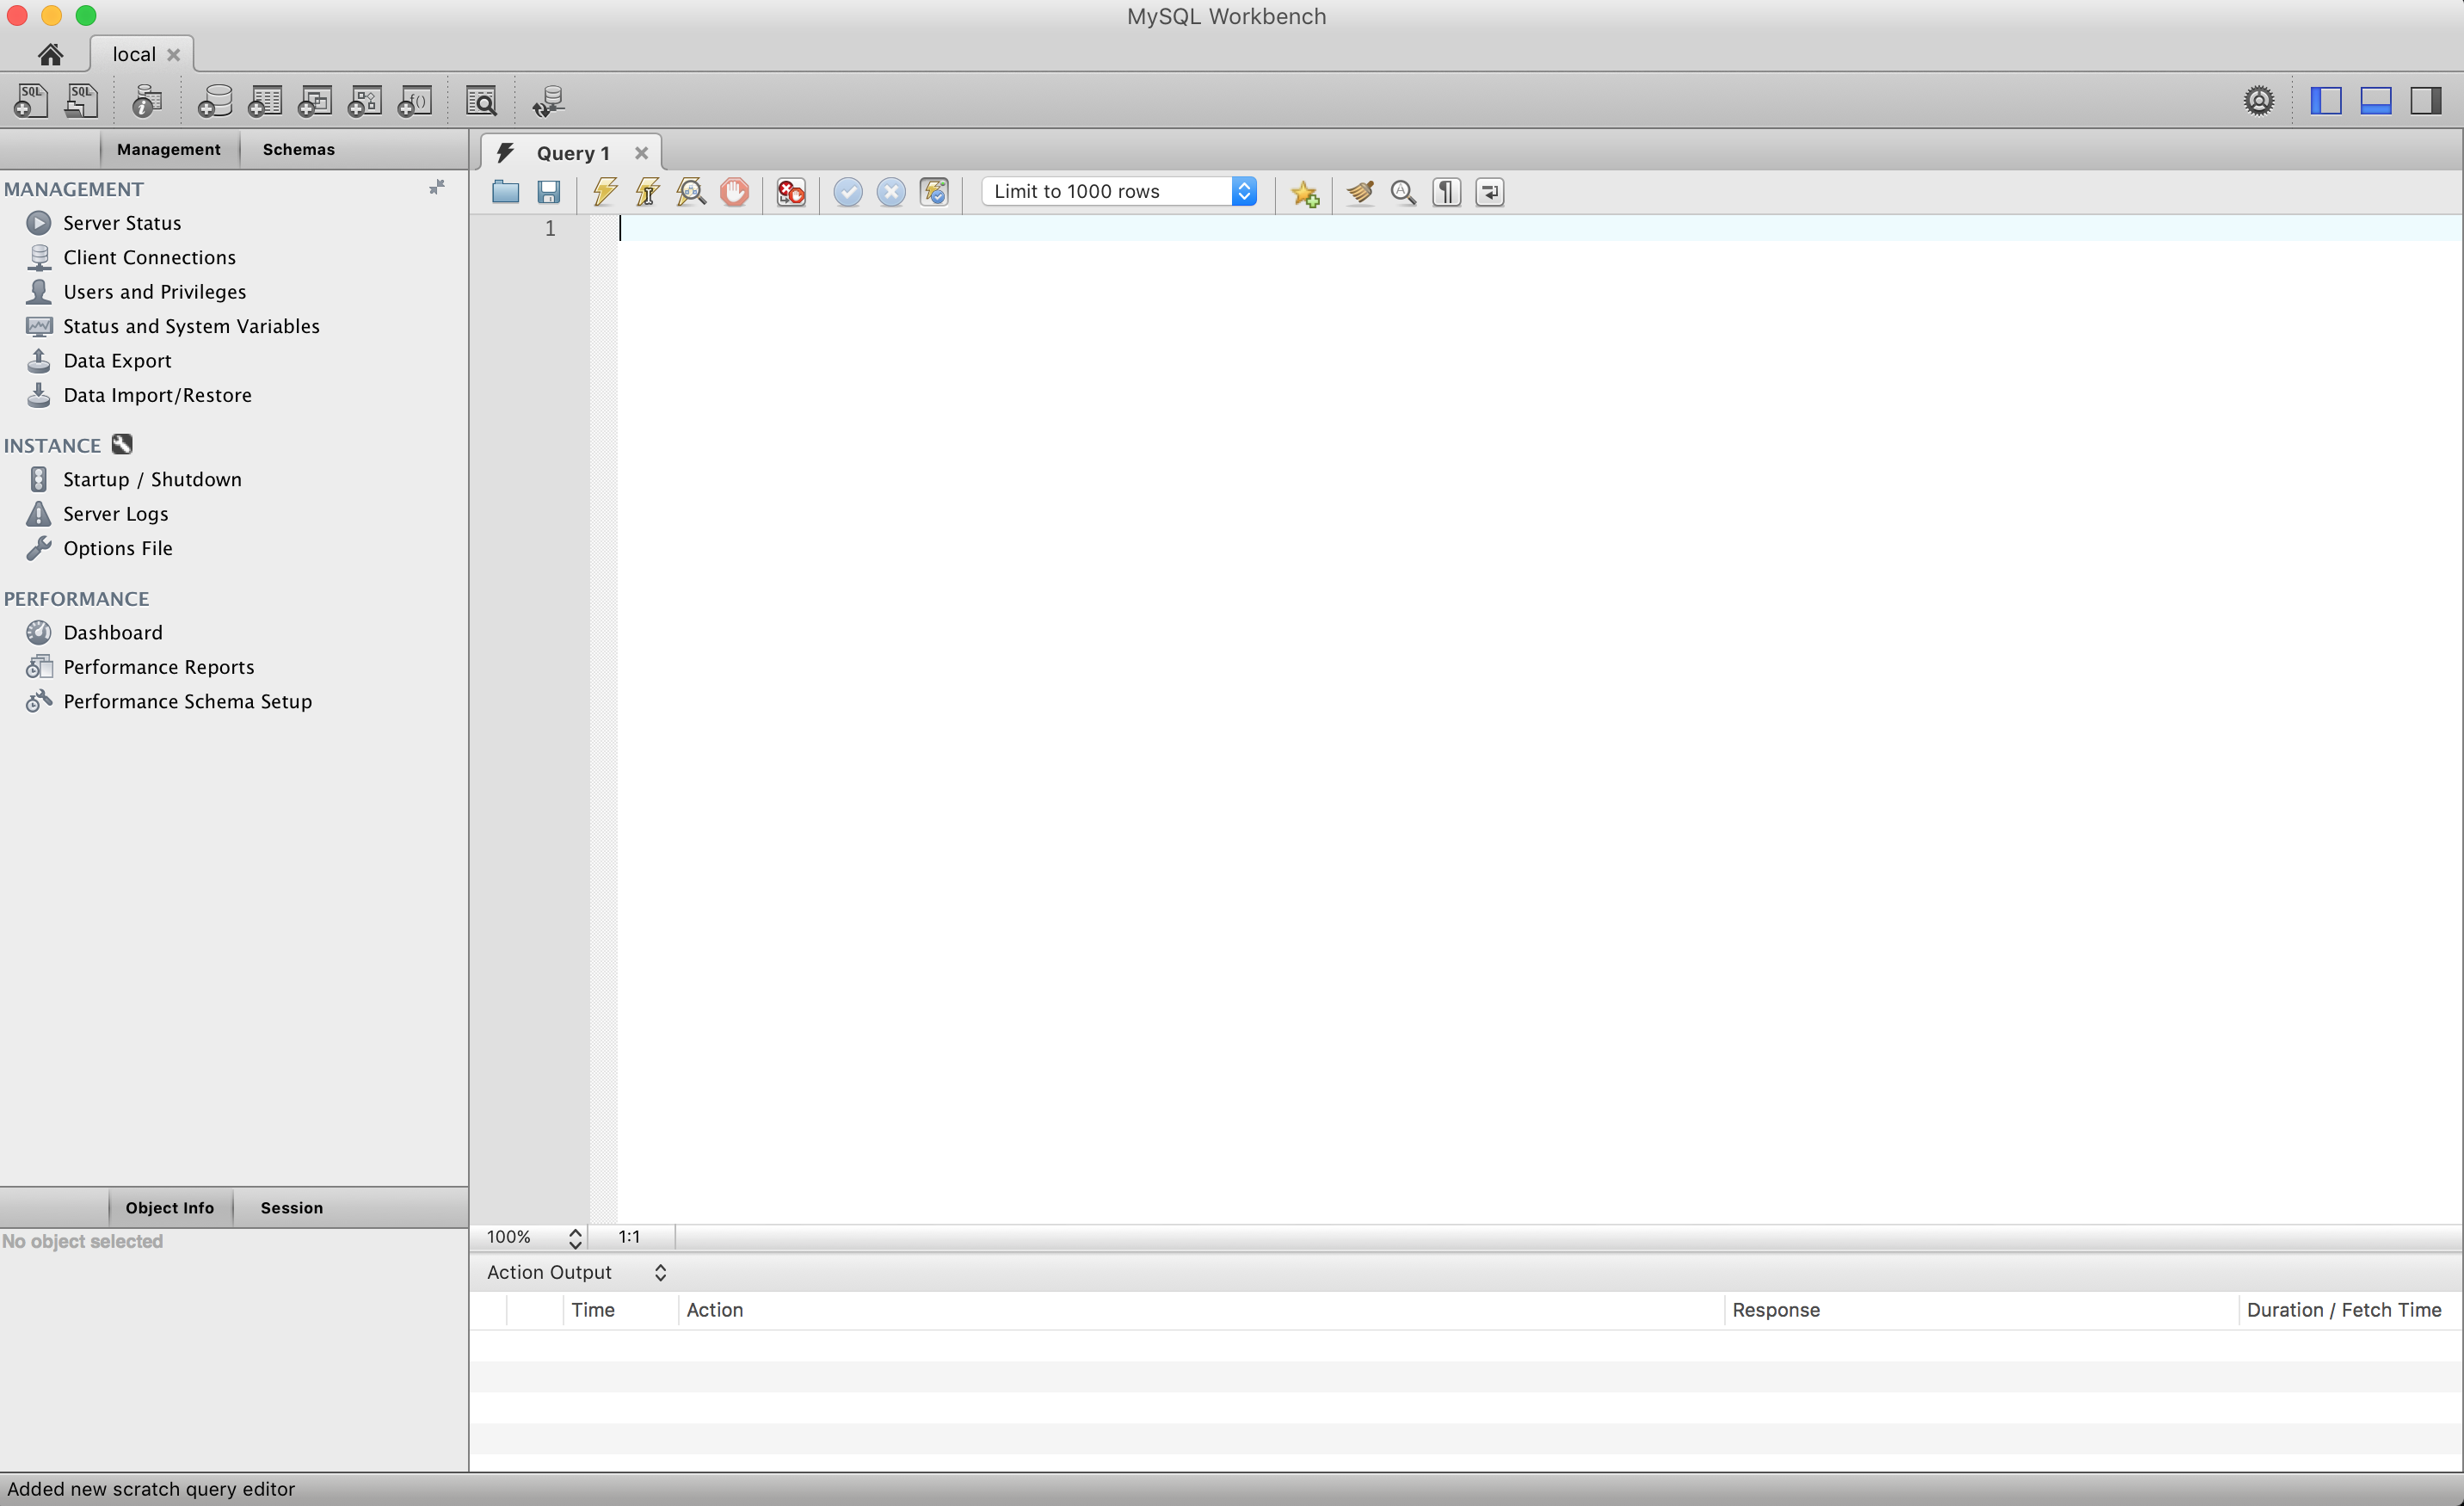 MySQL Workbench
local
SQL
SQL
f()
Management
Schemas
Query 1
MANAGEMENT
Limit to 1000 rows
Server Status
1
Client Connections
Users and Privileges
Status and System Variables
Data Export
Data Import/Restore
INSTANCE
Startup / Shutdown
Server Logs
Options File
PERFORMANCE
Dashboard
Performance Reports
Performance Schema Setup
Object Info
Session
No object selected
100%
1:1
Action Output
Time
Action
Response
Duration / Fetch Time
Added new scratch query editor